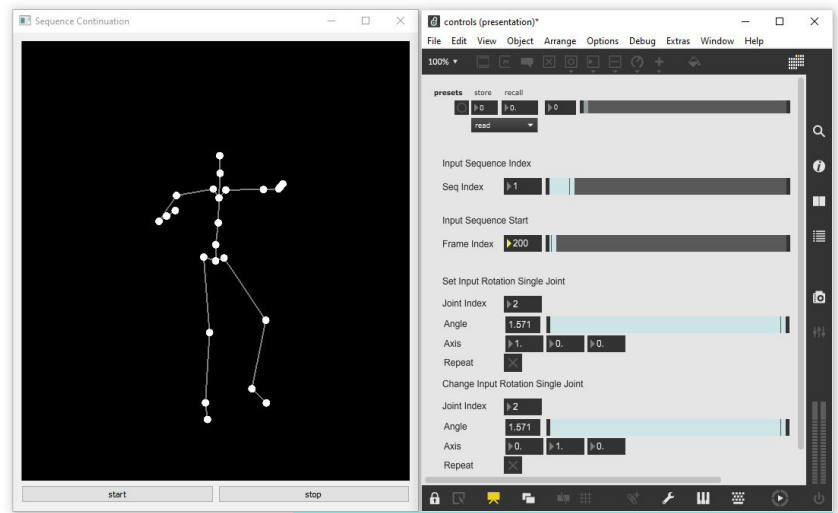 Sequence Continuation
start
stop
controls (presentation)*
File Edit View Object Arrange Options Debug Extras Window Help
100% ▼
presets store recall
0 0. 0
read
Input Sequence Index
Seq Index 1
Input Sequence Start
Frame Index 200
Set Input Rotation Single Joint
Joint Index 2
Angle 1.571
Axis 1. 0. 0.
Repeat
Change Input Rotation Single Joint
Joint Index 2
Angle 1.571
Axis 0. 1. 0.
Repeat